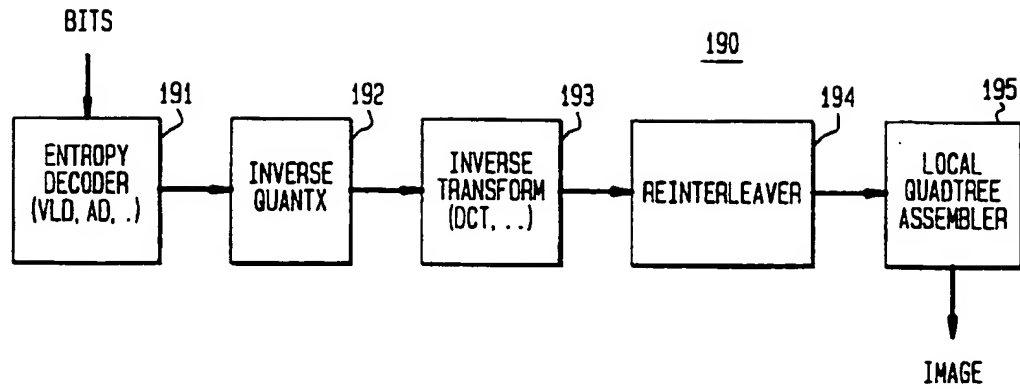 BITS
190
191
192
193
194
195
ENTROPY
DECODER
(VLD, AD, .)
INVERSE
QUANTX
INVERSE
TRANSFORM
(DCT, . .)
REINTERLEAVER
LOCAL
QUADTREE
ASSEMBLER
IMAGE